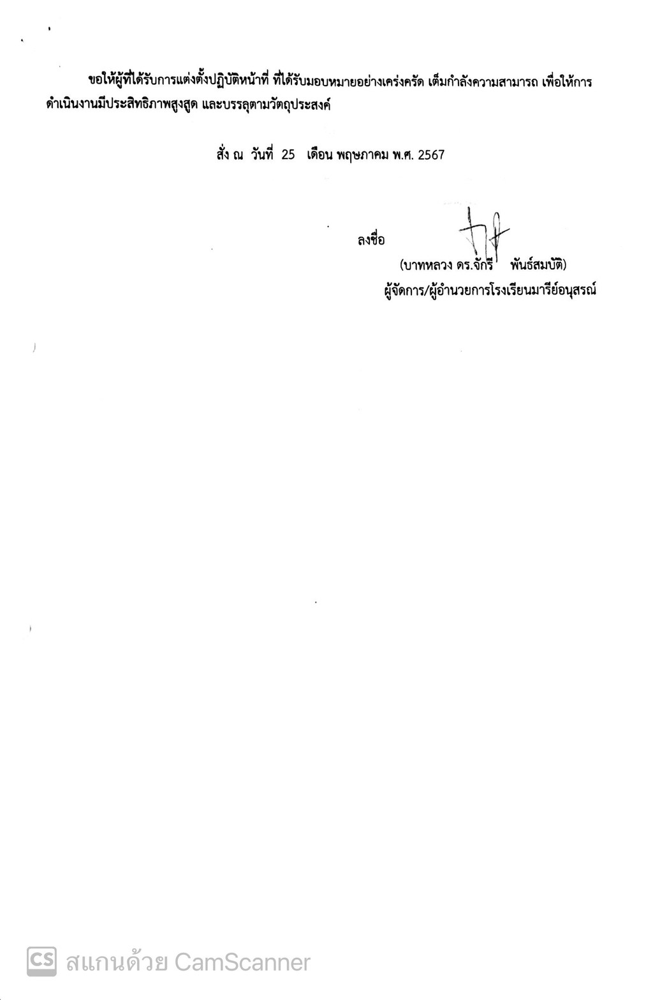 ขอให้ผู้ที่ได้รับการแต่งตั้งปฏิบัติหน้าที่ ที่ได้รับมอบหมายอย่างเคร่งครัด เต็มกำลังความสามารถ เพื่อให้การ
ดำเนินงานมีประสิทธิภาพสูงสูด และบรรลุตามวัตถุประสงค์
สั่ง ณ วันที่ 25 เดือน พฤษภาคม พ.ศ. 2567
ลงชื่อ
(บาทหลวง ดร.จักรี พันธ์สมบัติ)
ผู้จัดการ/ผู้อำนวยการโรงเรียนมารีย์อนุสรณ์
CS สแกนด้วย CamScanner